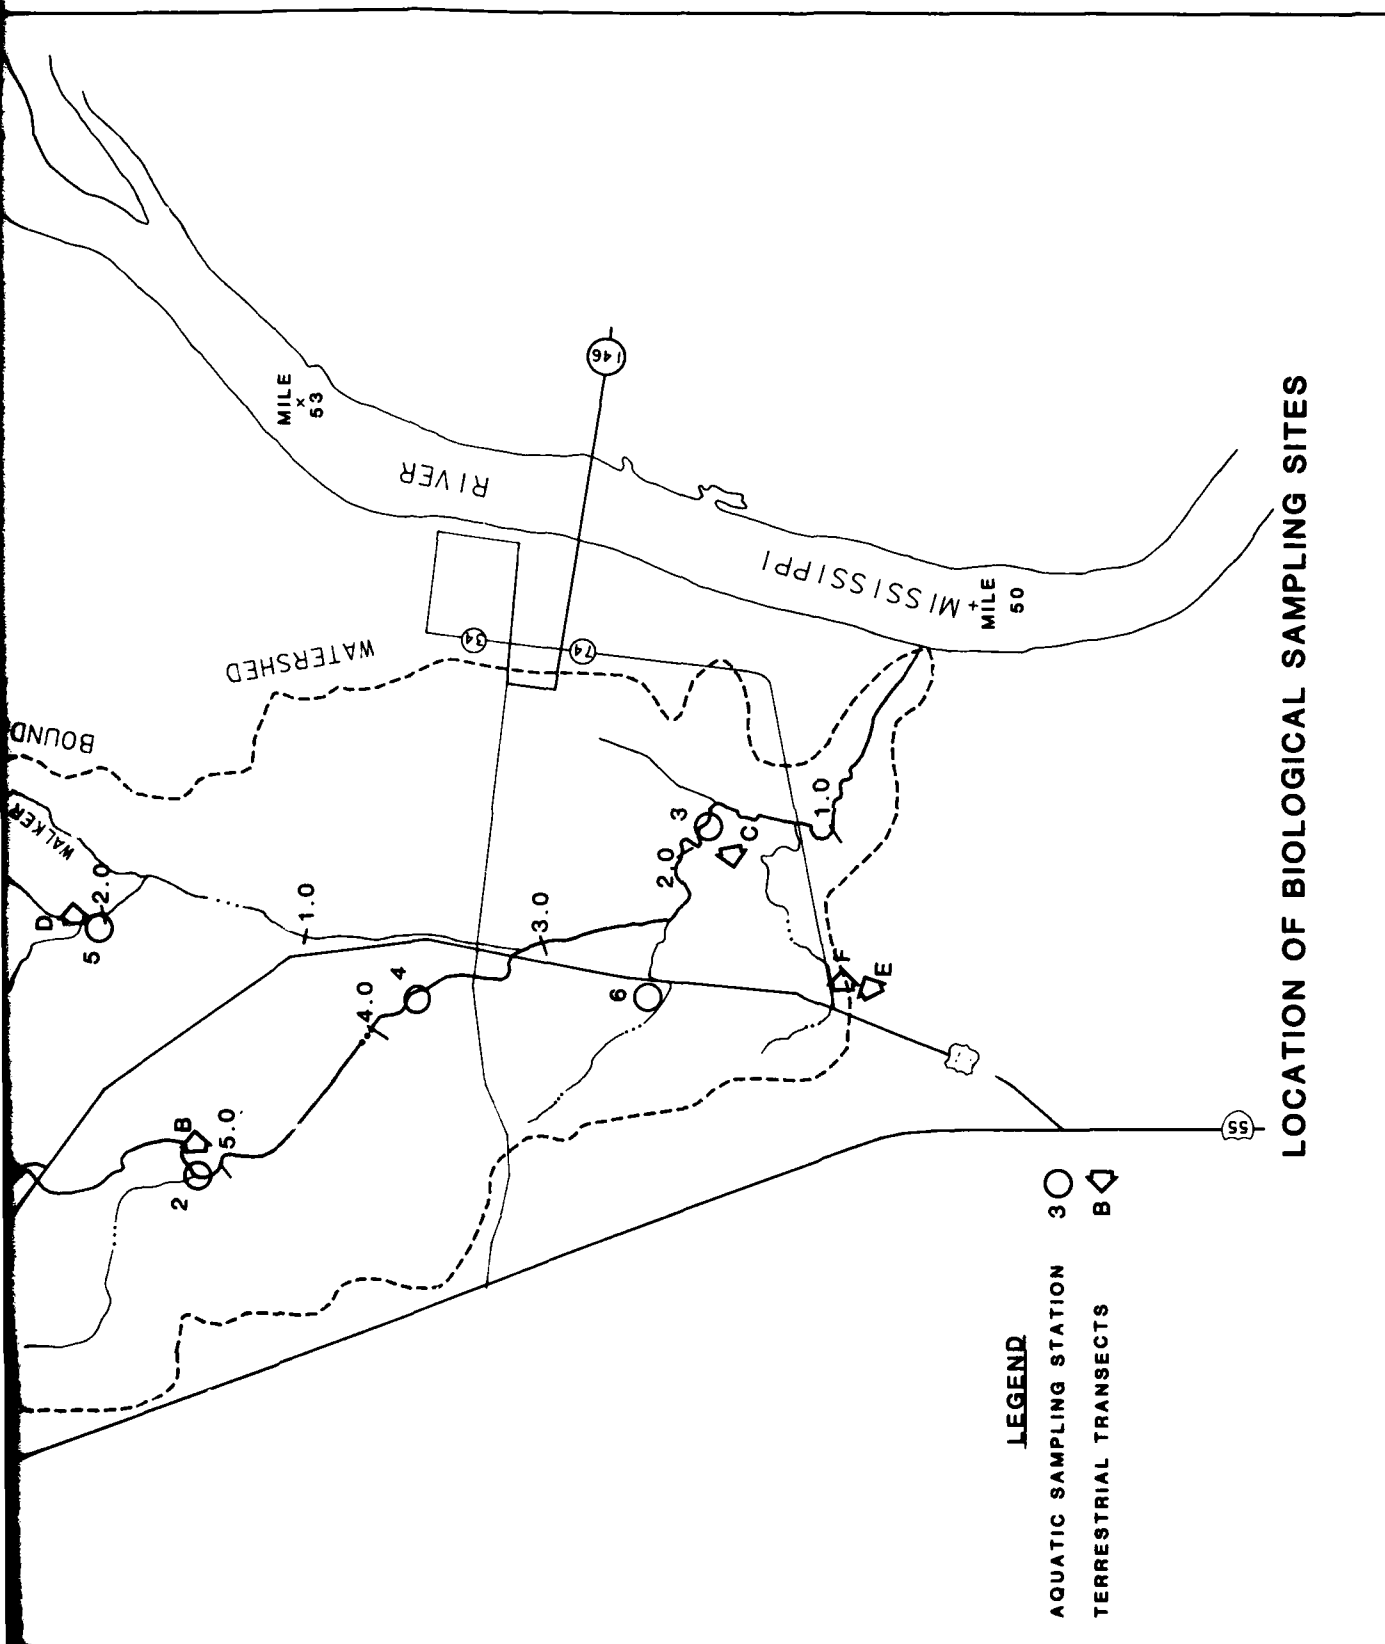 BOUND
WATERSHED
WALKER
MILE
53
RIVER
146
34
74
MISSISSIPPI
MILE
50
D
5
2.0
1.0
3.0
4.0
4
B
2
5.0
6
2.0
3
C
1.0
F
E
55
LEGEND
AQUATIC SAMPLING STATION 3
TERRESTRIAL TRANSECTS B
LOCATION OF BIOLOGICAL SAMPLING SITES